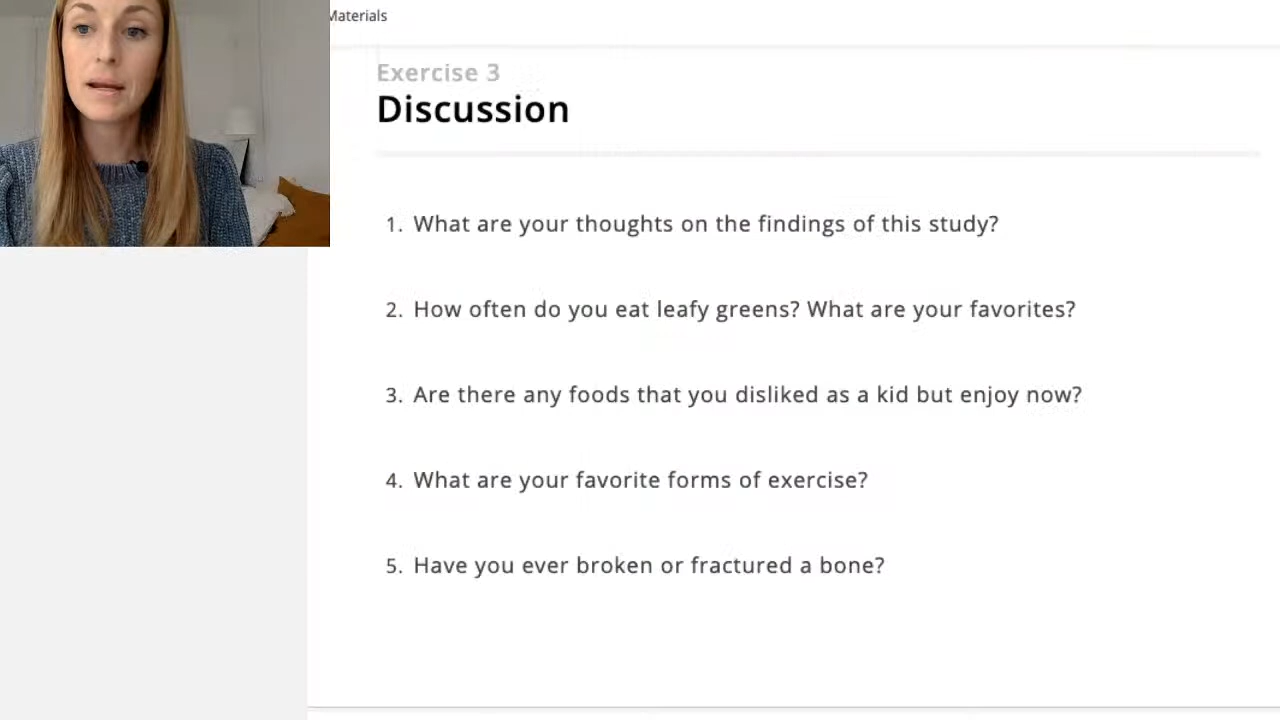 Materials
Exercise 3
Discussion
1. What are your thoughts on the findings of this study?
2. How often do you eat leafy greens? What are your favorites?
3. Are there any foods that you disliked as a kid but enjoy now?
4. What are your favorite forms of exercise?
5. Have you ever broken or fractured a bone?